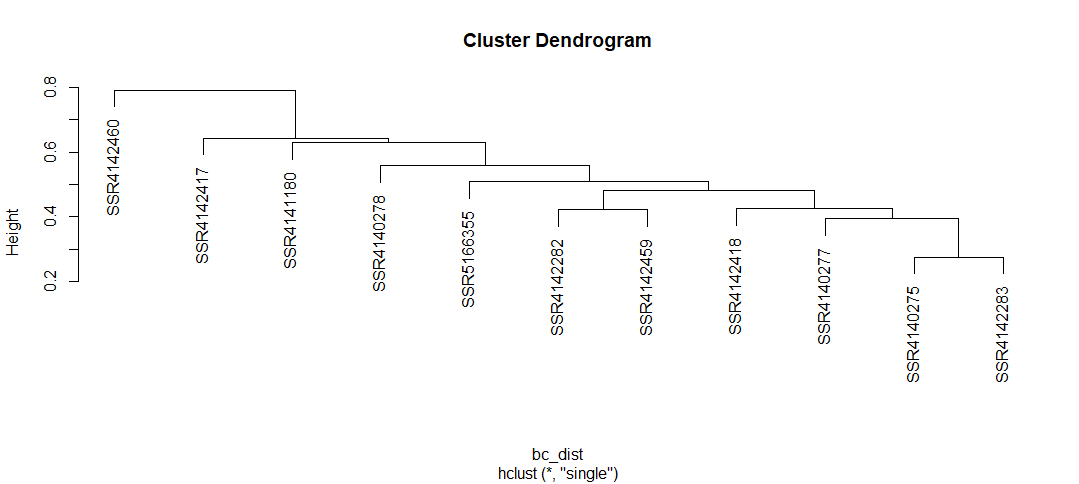 Cluster Dendrogram
Height
0.8
0.6
0.4
0.2
SSR4142460
SSR4142417
SSR4141180
SSR4140278
SSR5166355
SSR4142282
SSR4142459
SSR4142418
SSR4140277
SSR4140275
SSR4142283
bc_dist
hclust (*, "single")